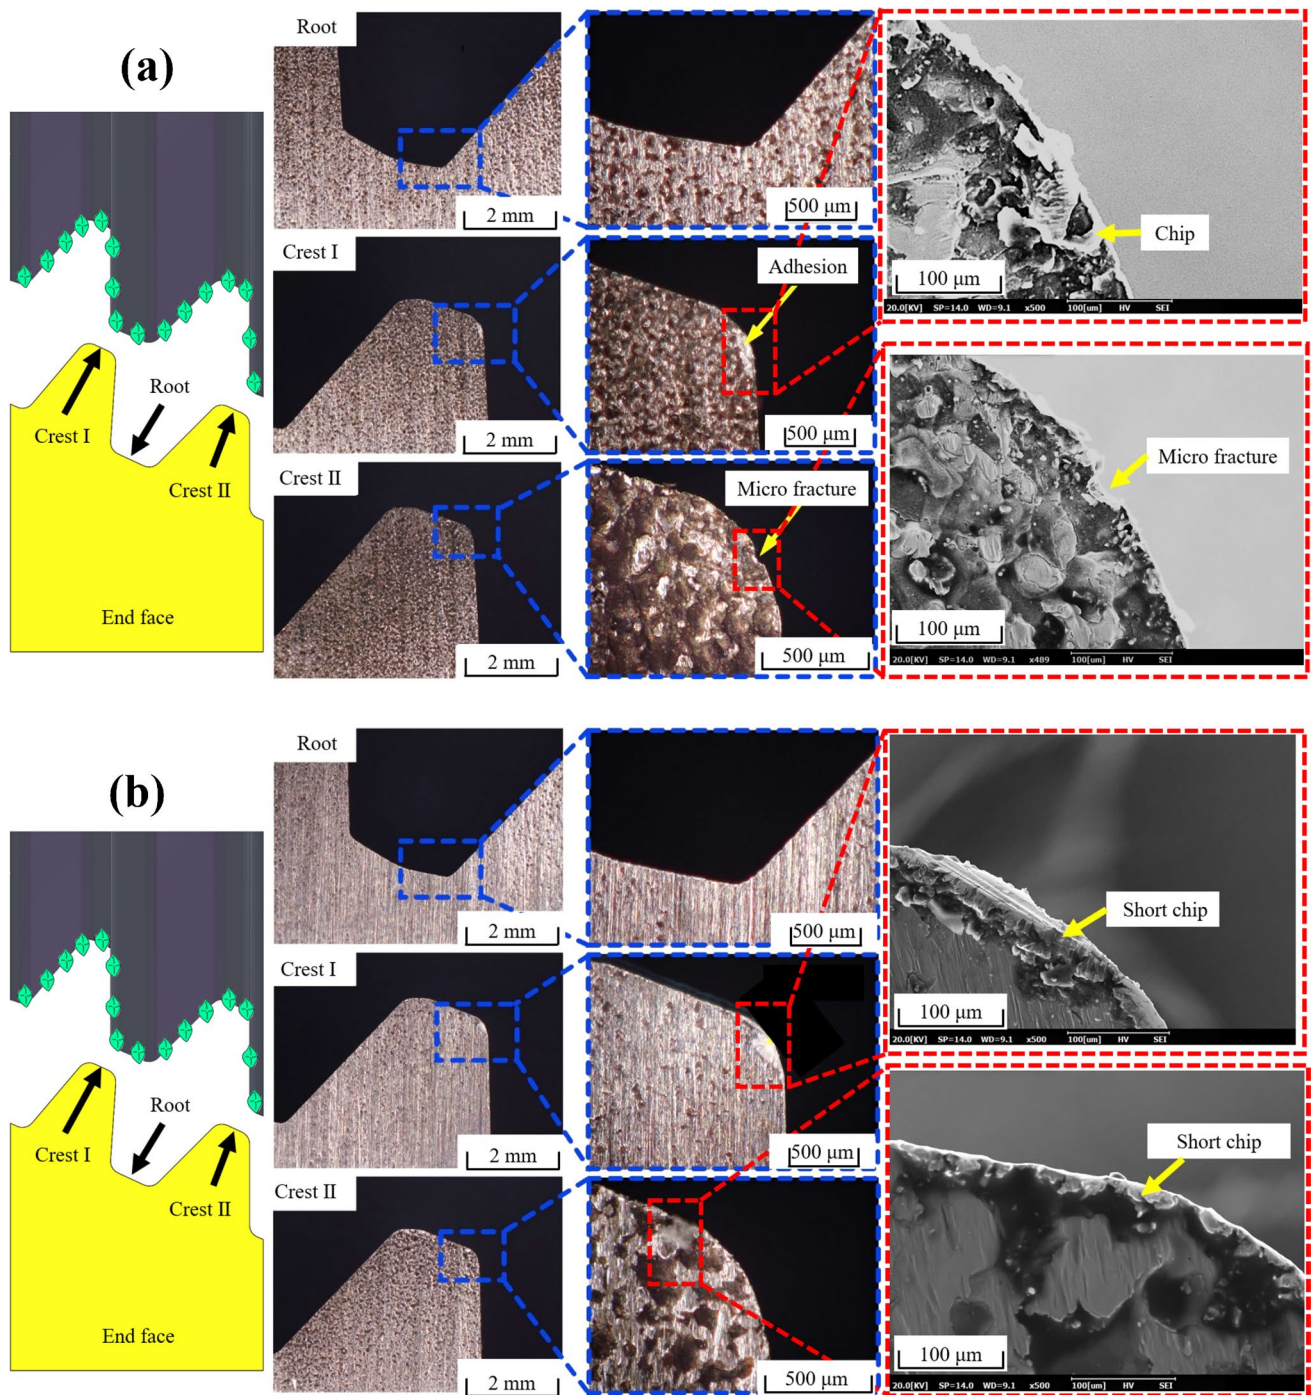 (a)
Root
2 mm
500 μm
Chip
100 μm
20.0[KV] SP=14.0 WD=9.1 x500 100[um] HV SEI
Crest I
2 mm
Adhesion
500 μm
Crest I
Root
Crest II
End face
Crest II
2 mm
Micro fracture
500 μm
Micro fracture
100 μm
20.0[KV] SP=14.0 WD=9.1 x489 100[um] HV SEI
(b)
Root
2 mm
500 μm
Short chip
100 μm
20.0[KV] SP=14.0 WD=9.1 x500 100[um] HV SEI
Crest I
2 mm
500 μm
Crest I
Root
Crest II
End face
Crest II
2 mm
500 μm
Short chip
100 μm
20.0[KV] SP=14.0 WD=9.1 x500 100[um] HV SEI